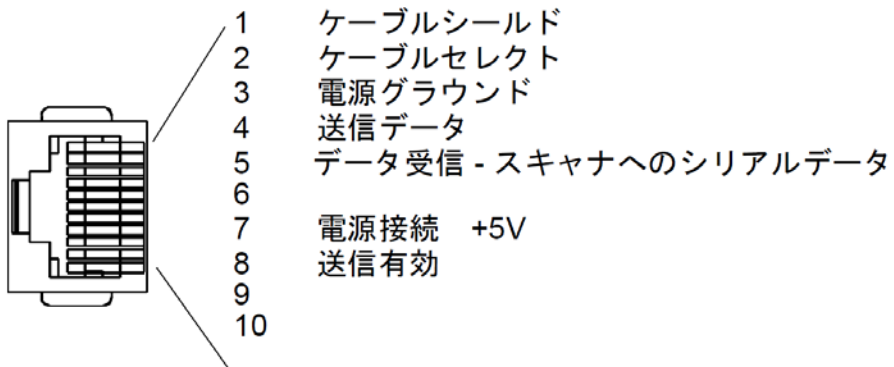 1 ケーブルシールド
2 ケーブルセレクト
3 電源グラウンド
4 送信データ
5 データ受信 - スキャナへのシリアルデータ
6
7 電源接続 +5V
8 送信有効
9
10